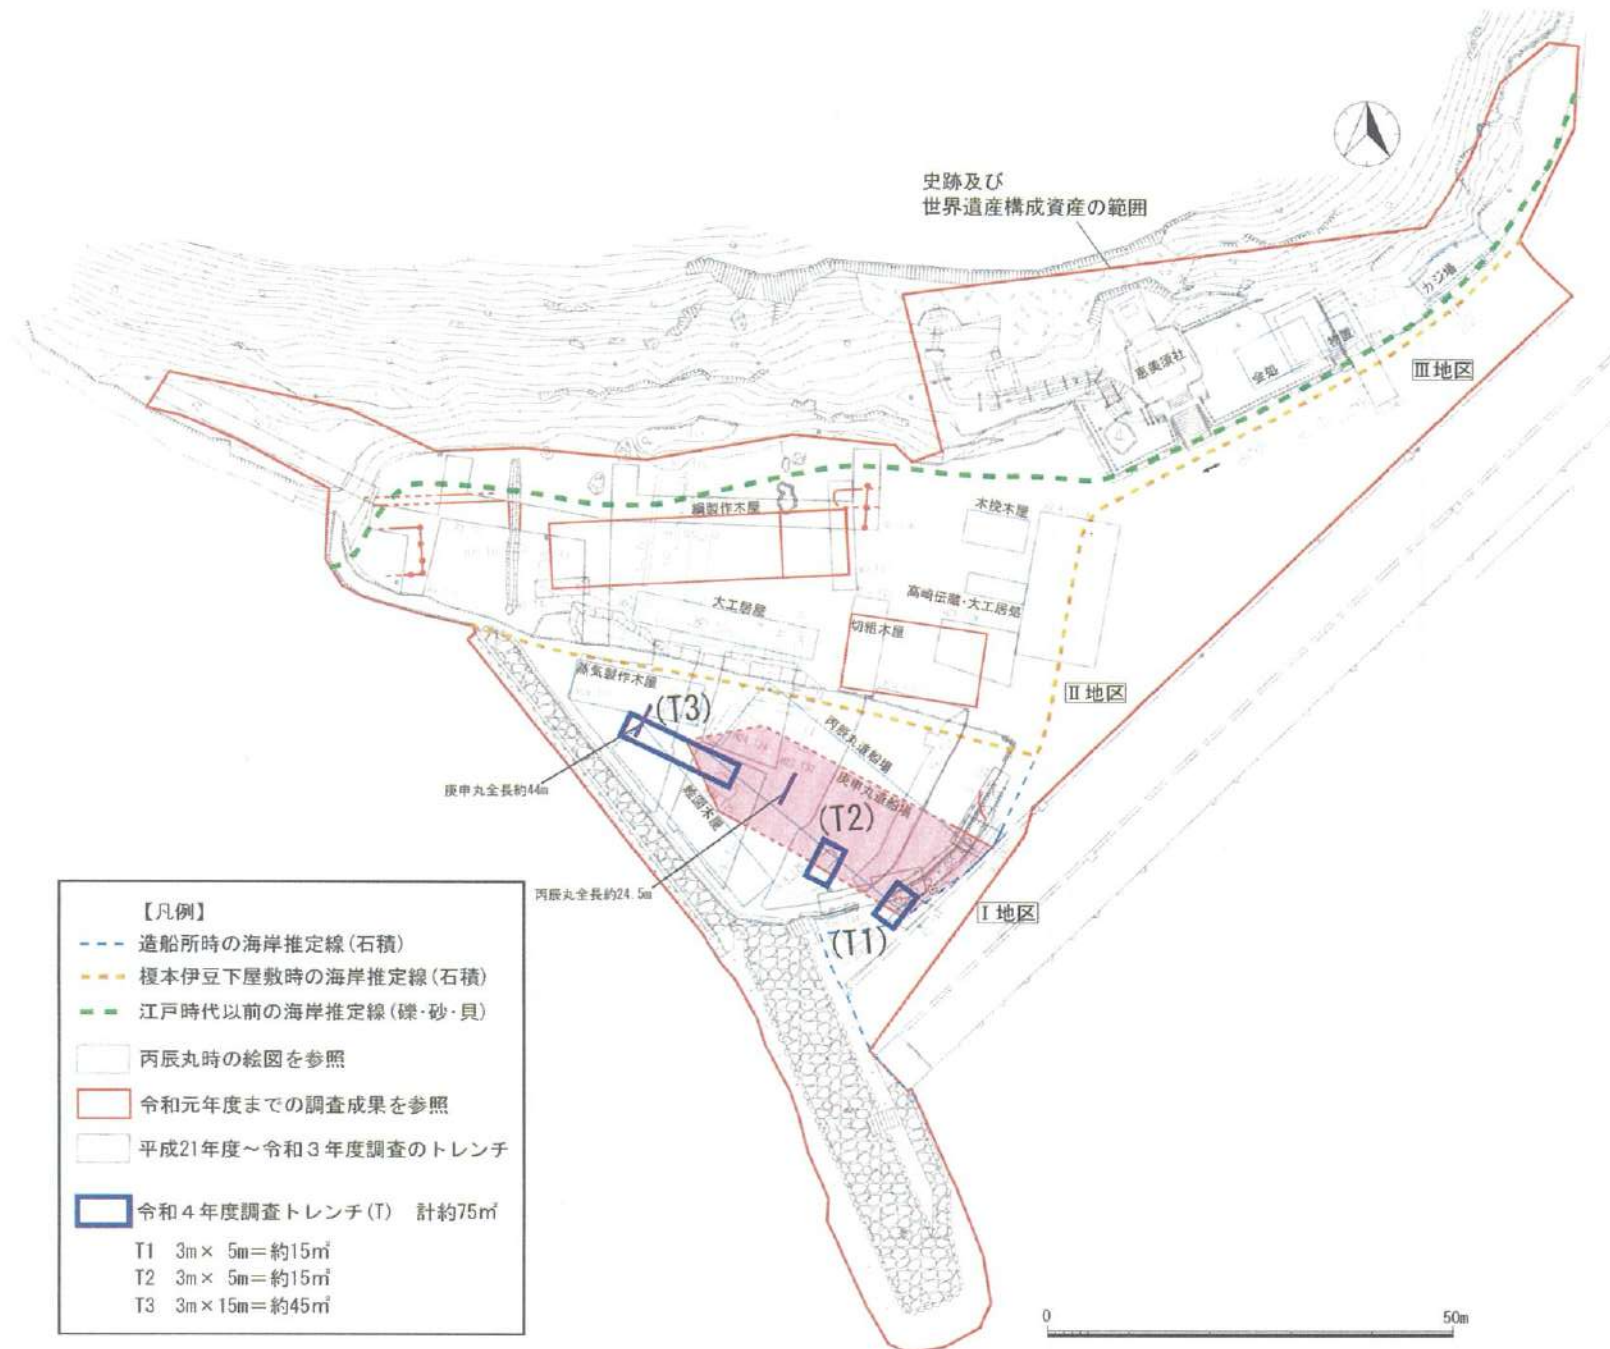 史跡及び
世界遺産構成資産の範囲
カジ場
物置
金処
恵美須社
Ⅲ地区
綱製作木屋
木挽木屋
大工居屋
高崎伝蔵・大工居処
切組木屋
蒸気製作木屋
Ⅱ地区
(T3)
丙辰丸造船場
庚申丸造船場
庚申丸全長約44m
絵図木屋
(T2)
丙辰丸全長約24.5m
Ⅰ地区
(T1)
【凡例】
造船所時の海岸推定線(石積)
榎本伊豆下屋敷時の海岸推定線(石積)
江戸時代以前の海岸推定線(礫・砂・貝)
丙辰丸時の絵図を参照
令和元年度までの調査成果を参照
平成21年度～令和3年度調査のトレンチ
令和4年度調査トレンチ(T) 計約75㎡
T1 3m× 5m=約15㎡
T2 3m× 5m=約15㎡
T3 3m×15m=約45㎡
0 50m